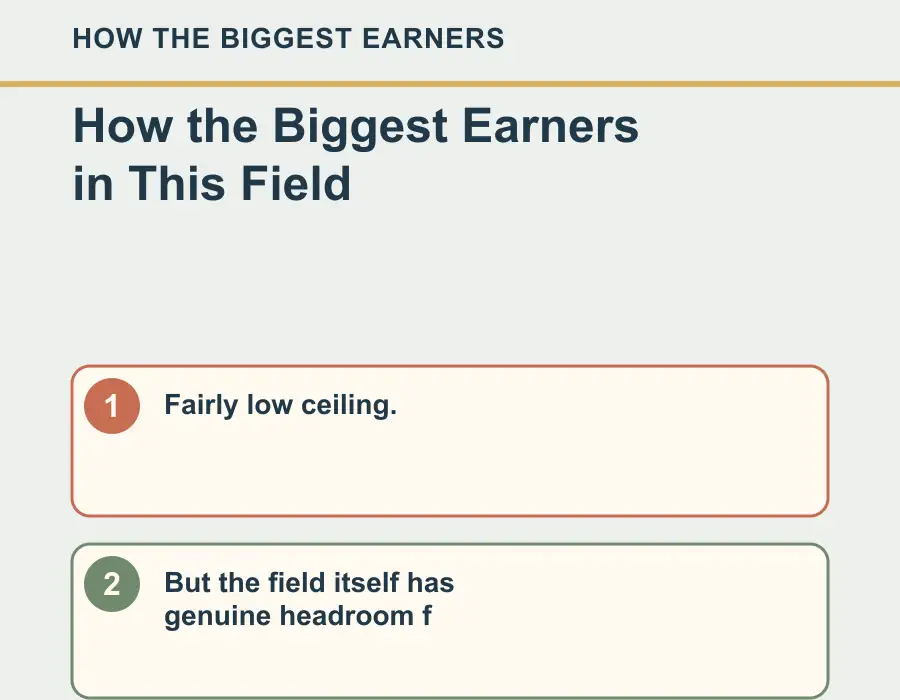 HOW THE BIGGEST EARNERS
How the Biggest Earners
in This Field
1
Fairly low ceiling.
2
But the field itself has
genuine headroom f